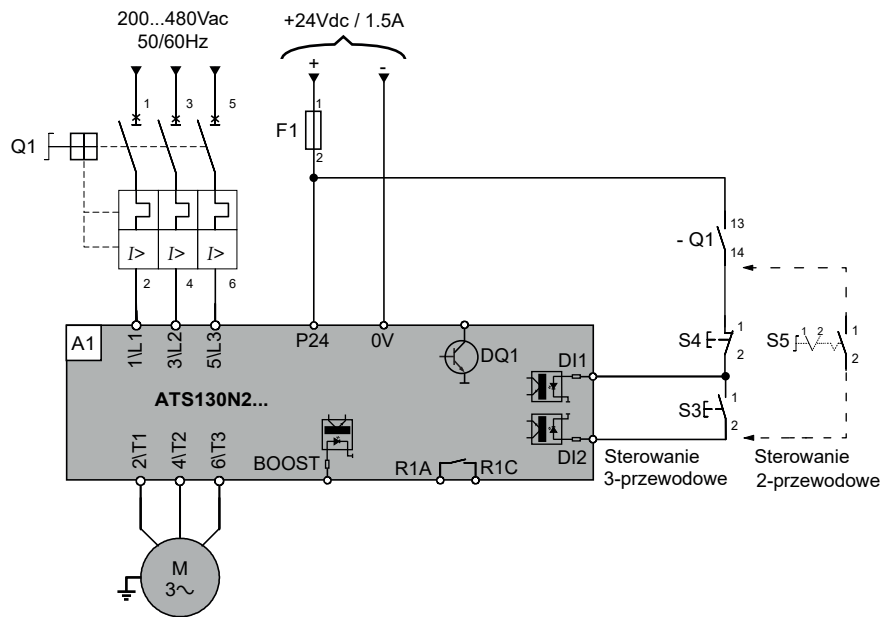 200...480Vac
50/60Hz
+24Vdc / 1.5A
+
-
1
3
5
Q1
F1
1
2
I>
I>
I>
2
4
6
13
- Q1
14
A1
1\L1
3\L2
5\L3
P24
0V
DQ1
DI1
S4
1
2
S5
1
2
1
2
ATS130N2...
S3
1
2
2\T1
4\T2
6\T3
BOOST
R1A
R1C
DI2
Sterowanie
3-przewodowe
Sterowanie
2-przewodowe
M
3~